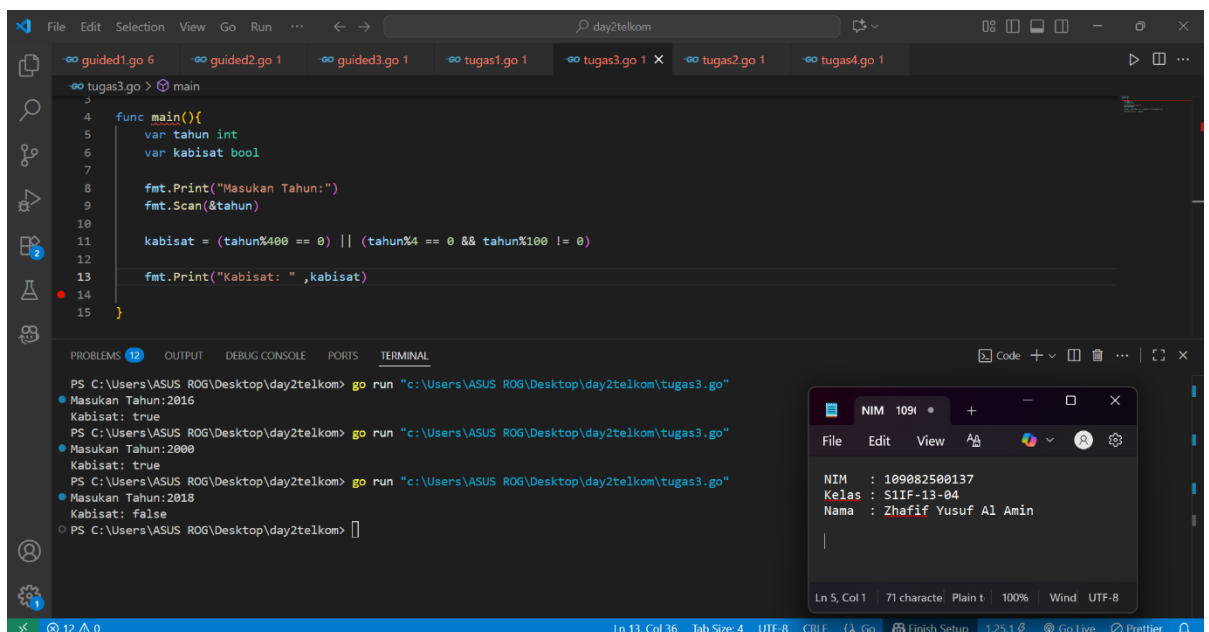 File Edit Selection View Go Run ··· ← → day2telkom
guided1.go 6 guided2.go 1 guided3.go 1 tugas1.go 1 tugas3.go 1 tugas2.go 1 tugas4.go 1
tugas3.go > main
3
4 func main(){
5 var tahun int
6 var kabisat bool
7
8 fmt.Print("Masukan Tahun:")
9 fmt.Scan(&tahun)
10
11 kabisat = (tahun%400 == 0) || (tahun%4 == 0 && tahun%100 != 0)
12
13 fmt.Print("Kabisat: " ,kabisat)
14
15 }
PROBLEMS 12 OUTPUT DEBUG CONSOLE PORTS TERMINAL Code
PS C:\Users\ASUS ROG\Desktop\day2telkom> go run "c:\Users\ASUS ROG\Desktop\day2telkom\tugas3.go"
Masukan Tahun:2016
Kabisat: true
PS C:\Users\ASUS ROG\Desktop\day2telkom> go run "c:\Users\ASUS ROG\Desktop\day2telkom\tugas3.go"
Masukan Tahun:2000
Kabisat: true
PS C:\Users\ASUS ROG\Desktop\day2telkom> go run "c:\Users\ASUS ROG\Desktop\day2telkom\tugas3.go"
Masukan Tahun:2018
Kabisat: false
PS C:\Users\ASUS ROG\Desktop\day2telkom>
NIM 109
File Edit View
NIM : 109082500137
Kelas : S1IF-13-04
Nama : Zhafif Yusuf Al Amin
Ln 5, Col 1 71 characte Plain t 100% Wind UTF-8
2
1
12 0 Ln 13, Col 36 Tab Size: 4 UTF-8 CRLF Go Finish Setup 1.25.1 Go Live Prettier